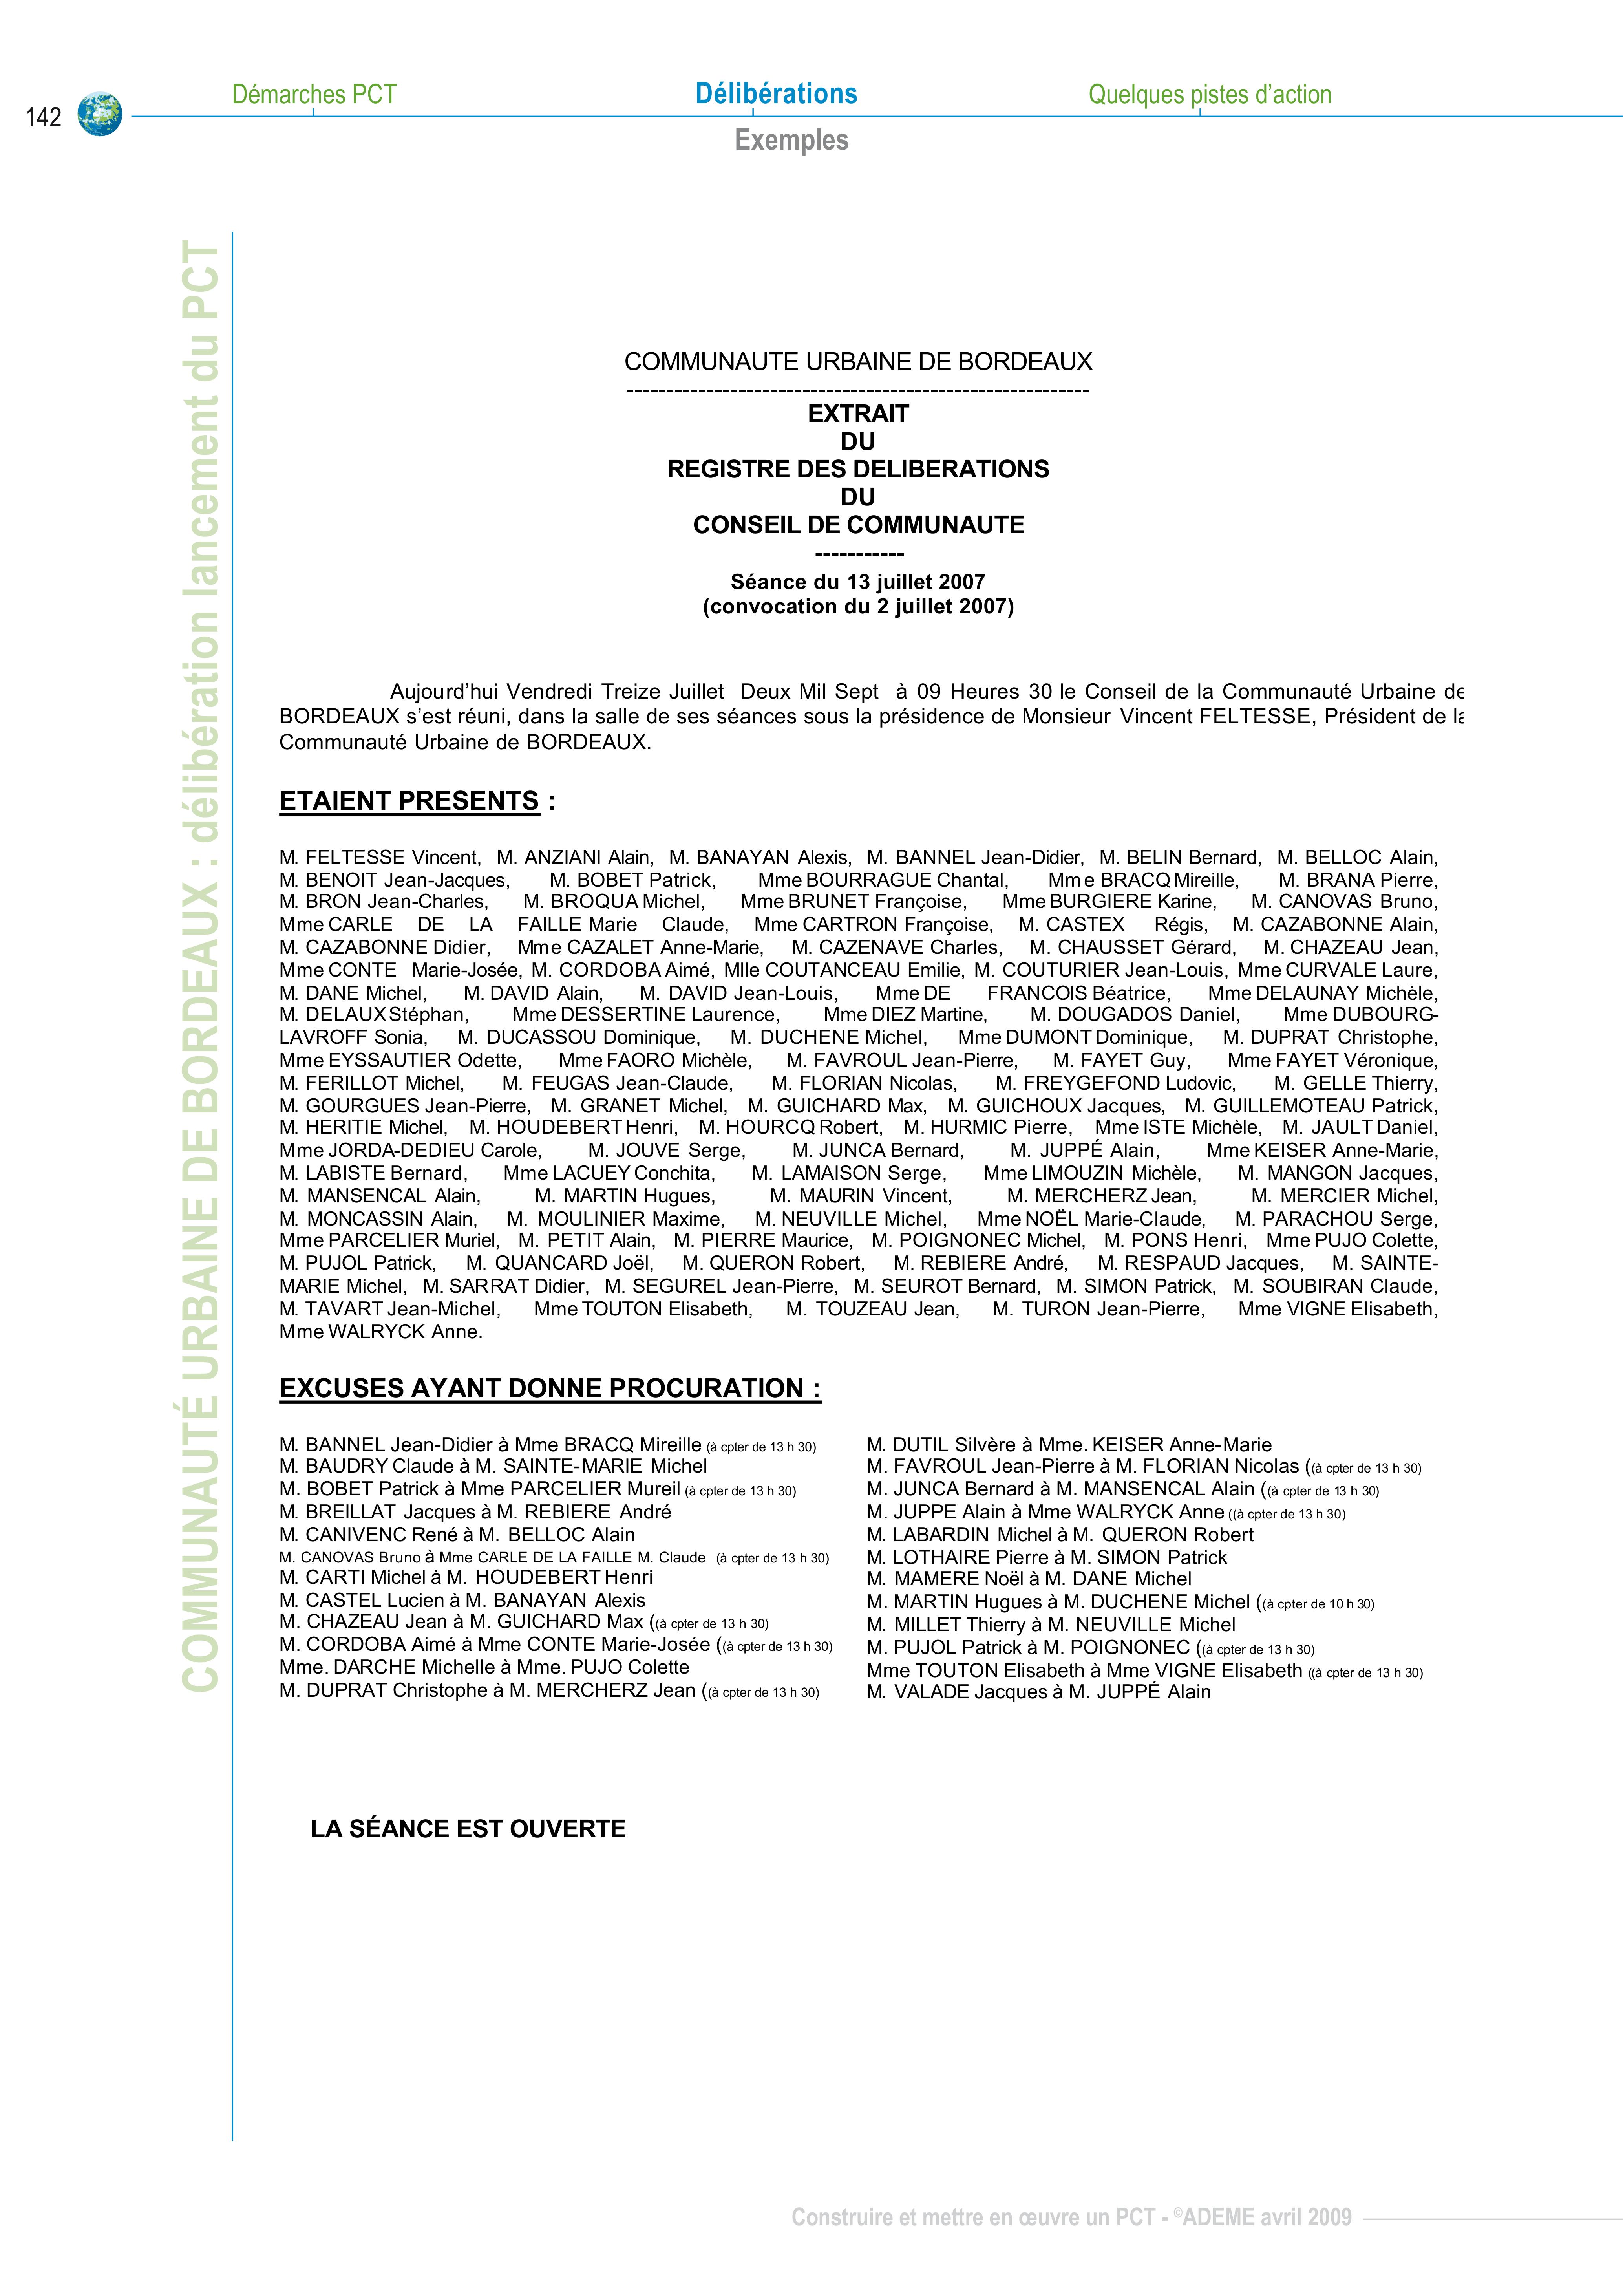 142
Démarches PCT
Délibérations
Quelques pistes d'action
Exemples
COMMUNAUTÉ URBAINE DE BORDEAUX : délibération lancement du PCT
COMMUNAUTE URBAINE DE BORDEAUX
----------------------------------------------------------
EXTRAIT
DU
REGISTRE DES DELIBERATIONS
DU
CONSEIL DE COMMUNAUTE
-----------
Séance du 13 juillet 2007
(convocation du 2 juillet 2007)
Aujourd'hui Vendredi Treize Juillet Deux Mil Sept à 09 Heures 30 le Conseil de la Communauté Urbaine de
BORDEAUX s'est réuni, dans la salle de ses séances sous la présidence de Monsieur Vincent FELTESSE, Président de la
Communauté Urbaine de BORDEAUX.
ETAIENT PRESENTS :
M. FELTESSE Vincent, M. ANZIANI Alain, M. BANAYAN Alexis, M. BANNEL Jean-Didier, M. BELIN Bernard, M. BELLOC Alain,
M. BENOIT Jean-Jacques, M. BOBET Patrick, Mme BOURRAGUE Chantal, Mme BRACQ Mireille, M. BRANA Pierre,
M. BRON Jean-Charles, M. BROQUA Michel, Mme BRUNET Françoise, Mme BURGIERE Karine, M. CANOVAS Bruno,
Mme CARLE DE LA FAILLE Marie Claude, Mme CARTRON Françoise, M. CASTEX Régis, M. CAZABONNE Alain,
M. CAZABONNE Didier, Mme CAZALET Anne-Marie, M. CAZENAVE Charles, M. CHAUSSET Gérard, M. CHAZEAU Jean,
Mme CONTE Marie-Josée, M. CORDOBA Aimé, Mlle COUTANCEAU Emilie, M. COUTURIER Jean-Louis, Mme CURVALE Laure,
M. DANE Michel, M. DAVID Alain, M. DAVID Jean-Louis, Mme DE FRANCOIS Béatrice, Mme DELAUNAY Michèle,
M. DELAUX Stéphan, Mme DESSERTINE Laurence, Mme DIEZ Martine, M. DOUGADOS Daniel, Mme DUBOURG-
LAVROFF Sonia, M. DUCASSOU Dominique, M. DUCHENE Michel, Mme DUMONT Dominique, M. DUPRAT Christophe,
Mme EYSSAUTIER Odette, Mme FAORO Michèle, M. FAVROUL Jean-Pierre, M. FAYET Guy, Mme FAYET Véronique,
M. FERILLOT Michel, M. FEUGAS Jean-Claude, M. FLORIAN Nicolas, M. FREYGEFOND Ludovic, M. GELLE Thierry,
M. GOURGUES Jean-Pierre, M. GRANET Michel, M. GUICHARD Max, M. GUICHOUX Jacques, M. GUILLEMOTEAU Patrick,
M. HERITIE Michel, M. HOUDEBERT Henri, M. HOURCQ Robert, M. HURMIC Pierre, Mme ISTE Michèle, M. JAULT Daniel,
Mme JORDA-DEDIEU Carole, M. JOUVE Serge, M. JUNCA Bernard, M. JUPPÉ Alain, Mme KEISER Anne-Marie,
M. LABISTE Bernard, Mme LACUEY Conchita, M. LAMAISON Serge, Mme LIMOUZIN Michèle, M. MANGON Jacques,
M. MANSENCAL Alain, M. MARTIN Hugues, M. MAURIN Vincent, M. MERCHERZ Jean, M. MERCIER Michel,
M. MONCASSIN Alain, M. MOULINIER Maxime, M. NEUVILLE Michel, Mme NOËL Marie-Claude, M. PARACHOU Serge,
Mme PARCELIER Muriel, M. PETIT Alain, M. PIERRE Maurice, M. POIGNONEC Michel, M. PONS Henri, Mme PUJO Colette,
M. PUJOL Patrick, M. QUANCARD Joël, M. QUERON Robert, M. REBIERE André, M. RESPAUD Jacques, M. SAINTE-
MARIE Michel, M. SARRAT Didier, M. SEGUREL Jean-Pierre, M. SEUROT Bernard, M. SIMON Patrick, M. SOUBIRAN Claude,
M. TAVART Jean-Michel, Mme TOUTON Elisabeth, M. TOUZEAU Jean, M. TURON Jean-Pierre, Mme VIGNE Elisabeth,
Mme WALRYCK Anne.
EXCUSES AYANT DONNE PROCURATION :
M. BANNEL Jean-Didier à Mme BRACQ Mireille (à cpter de 13 h 30)
M. BAUDRY Claude à M. SAINTE-MARIE Michel
M. BOBET Patrick à Mme PARCELIER Mureil (à cpter de 13 h 30)
M. BREILLAT Jacques à M. REBIERE André
M. CANIVENC René à M. BELLOC Alain
M. CANOVAS Bruno à Mme CARLE DE LA FAILLE M. Claude (à cpter de 13 h 30)
M. CARTI Michel à M. HOUDEBERT Henri
M. CASTEL Lucien à M. BANAYAN Alexis
M. CHAZEAU Jean à M. GUICHARD Max ((à cpter de 13 h 30)
M. CORDOBA Aimé à Mme CONTE Marie-Josée ((à cpter de 13 h 30)
Mme. DARCHE Michelle à Mme. PUJO Colette
M. DUPRAT Christophe à M. MERCHERZ Jean ((à cpter de 13 h 30)
M. DUTIL Silvère à Mme. KEISER Anne-Marie
M. FAVROUL Jean-Pierre à M. FLORIAN Nicolas ((à cpter de 13 h 30)
M. JUNCA Bernard à M. MANSENCAL Alain ((à cpter de 13 h 30)
M. JUPPE Alain à Mme WALRYCK Anne ((à cpter de 13 h 30)
M. LABARDIN Michel à M. QUERON Robert
M. LOTHAIRE Pierre à M. SIMON Patrick
M. MAMERE Noël à M. DANE Michel
M. MARTIN Hugues à M. DUCHENE Michel ((à cpter de 10 h 30)
M. MILLET Thierry à M. NEUVILLE Michel
M. PUJOL Patrick à M. POIGNONEC ((à cpter de 13 h 30)
Mme TOUTON Elisabeth à Mme VIGNE Elisabeth ((à cpter de 13 h 30)
M. VALADE Jacques à M. JUPPÉ Alain
LA SÉANCE EST OUVERTE
Construire et mettre en œuvre un PCT - ©ADEME avril 2009